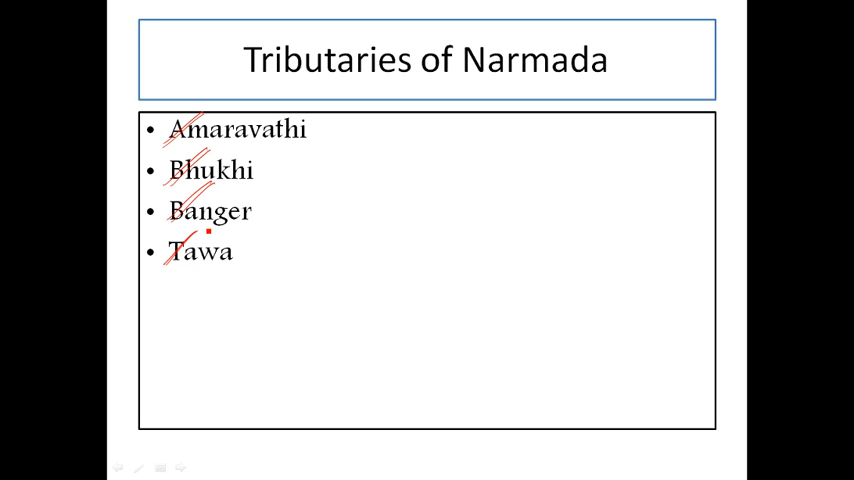 Tributaries of Narmada
• Amaravathi
• Bhukhi
• Banger
• Tawa